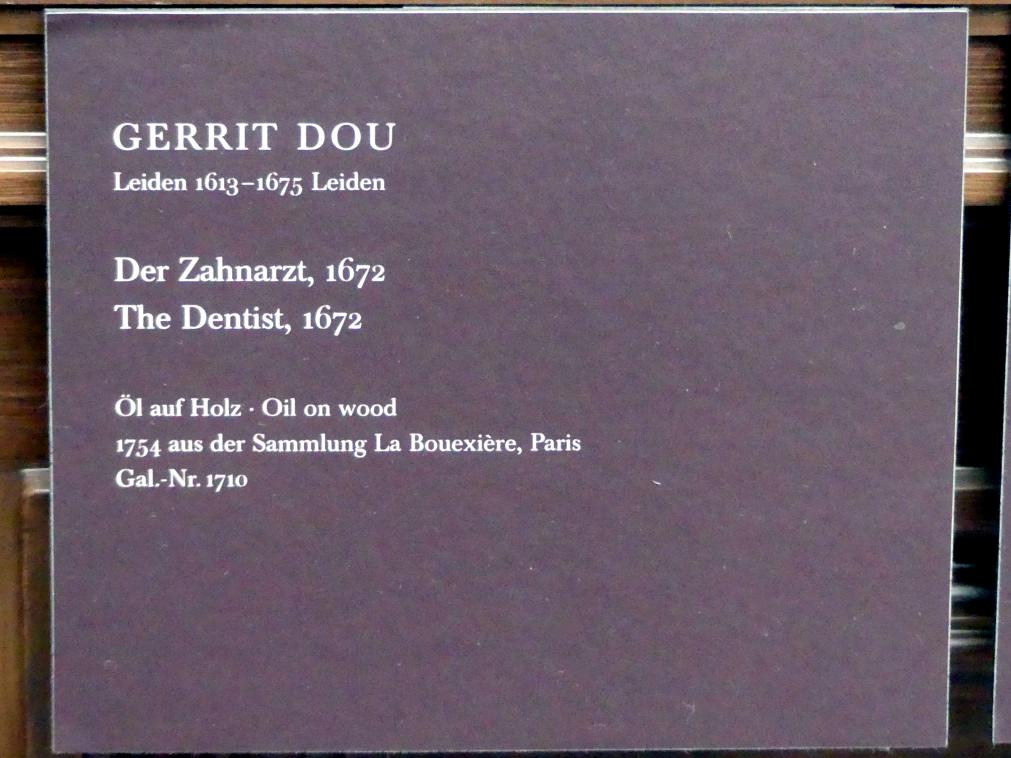 GERRIT DOU
Leiden 1613–1675 Leiden
Der Zahnarzt, 1672
The Dentist, 1672
Öl auf Holz · Oil on wood
1754 aus der Sammlung La Bouexière, Paris
Gal.-Nr. 1710